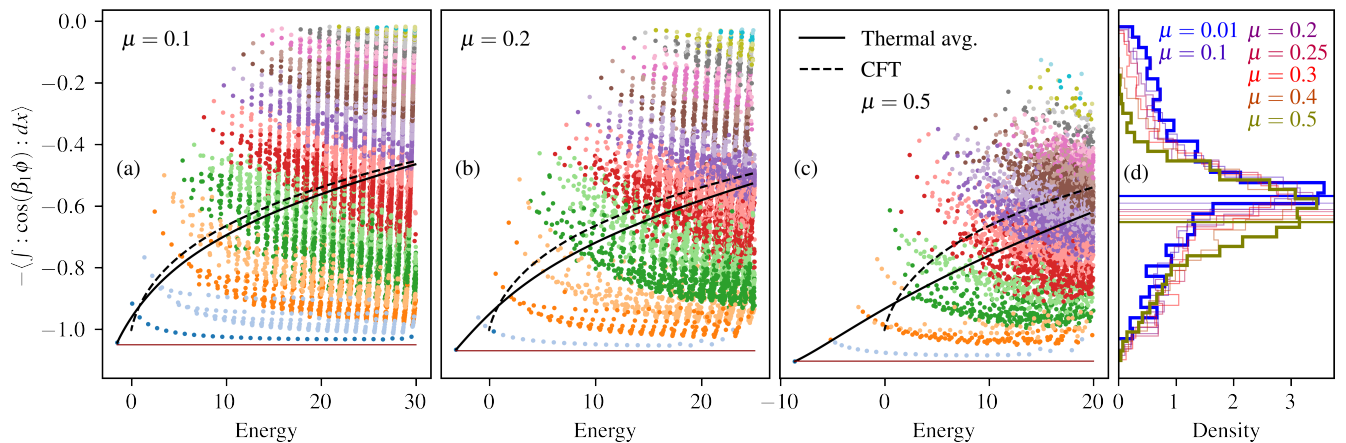 −⟨∫ : cos(β₁ϕ) : dx⟩
0.0
−0.2
−0.4
−0.6
−0.8
−1.0
μ = 0.1
(a)
0
10
20
30
Energy
μ = 0.2
(b)
0
10
20
Energy
Thermal avg.
CFT
μ = 0.5
(c)
−10
0
10
20
Energy
μ = 0.01
μ = 0.1
μ = 0.2
μ = 0.25
μ = 0.3
μ = 0.4
μ = 0.5
(d)
0
1
2
3
Density